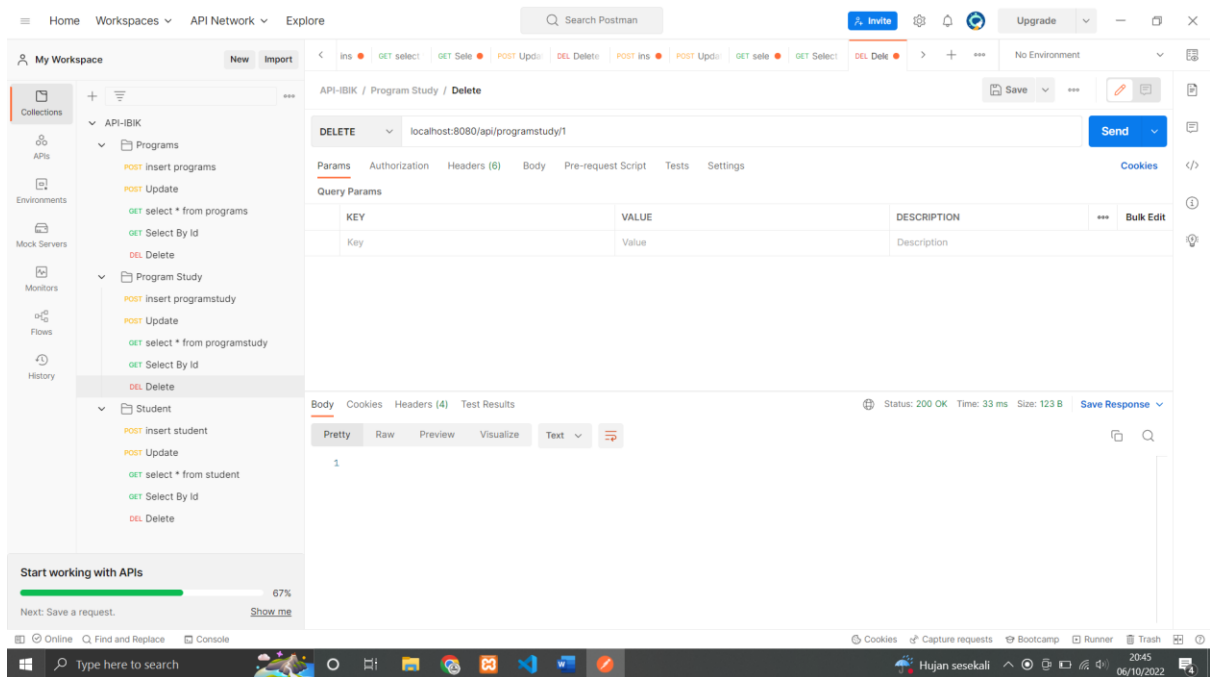 Home Workspaces API Network Explore Search Postman Invite Upgrade
My Workspace New Import ins GET select GET Sele POST Upda DEL Delete POST ins POST Upda GET sele GET Select DEL Dele No Environment
Collections
APIs
Environments
Mock Servers
Monitors
Flows
History
API-IBIK
Programs
POST insert programs
POST Update
GET select * from programs
GET Select By Id
DEL Delete
Program Study
POST insert programstudy
POST Update
GET select * from programstudy
GET Select By Id
DEL Delete
Student
POST insert student
POST Update
GET select * from student
GET Select By Id
DEL Delete
Start working with APIs
67%
Next: Save a request. Show me
API-IBIK / Program Study / Delete Save
DELETE localhost:8080/api/programstudy/1 Send
Params Authorization Headers (6) Body Pre-request Script Tests Settings Cookies
Query Params
KEY VALUE DESCRIPTION Bulk Edit
Key Value Description
Body Cookies Headers (4) Test Results Status: 200 OK Time: 33 ms Size: 123 B Save Response
Pretty Raw Preview Visualize Text
1
Online Find and Replace Console Cookies Capture requests Bootcamp Runner Trash
Type here to search Hujan sesekali 20:45
06/10/2022
4